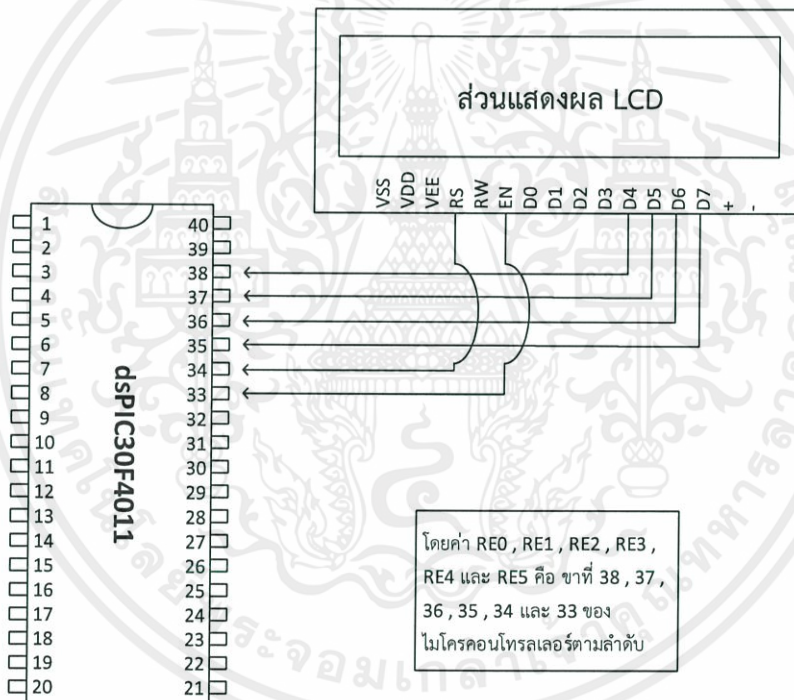 ส่วนแสดงผล LCD
VSS VDD VEE RS RW EN D0 D1 D2 D3 D4 D5 D6 D7 + -
dsPIC30F4011
1 40
2 39
3 38
4 37
5 36
6 35
7 34
8 33
9 32
10 31
11 30
12 29
13 28
14 27
15 26
16 25
17 24
18 23
19 22
20 21
โดยค่า RE0 , RE1 , RE2 , RE3 ,
RE4 และ RE5 คือ ขาที่ 38 , 37 ,
36 , 35 , 34 และ 33 ของ
ไมโครคอนโทรลเลอร์ตามลำดับ